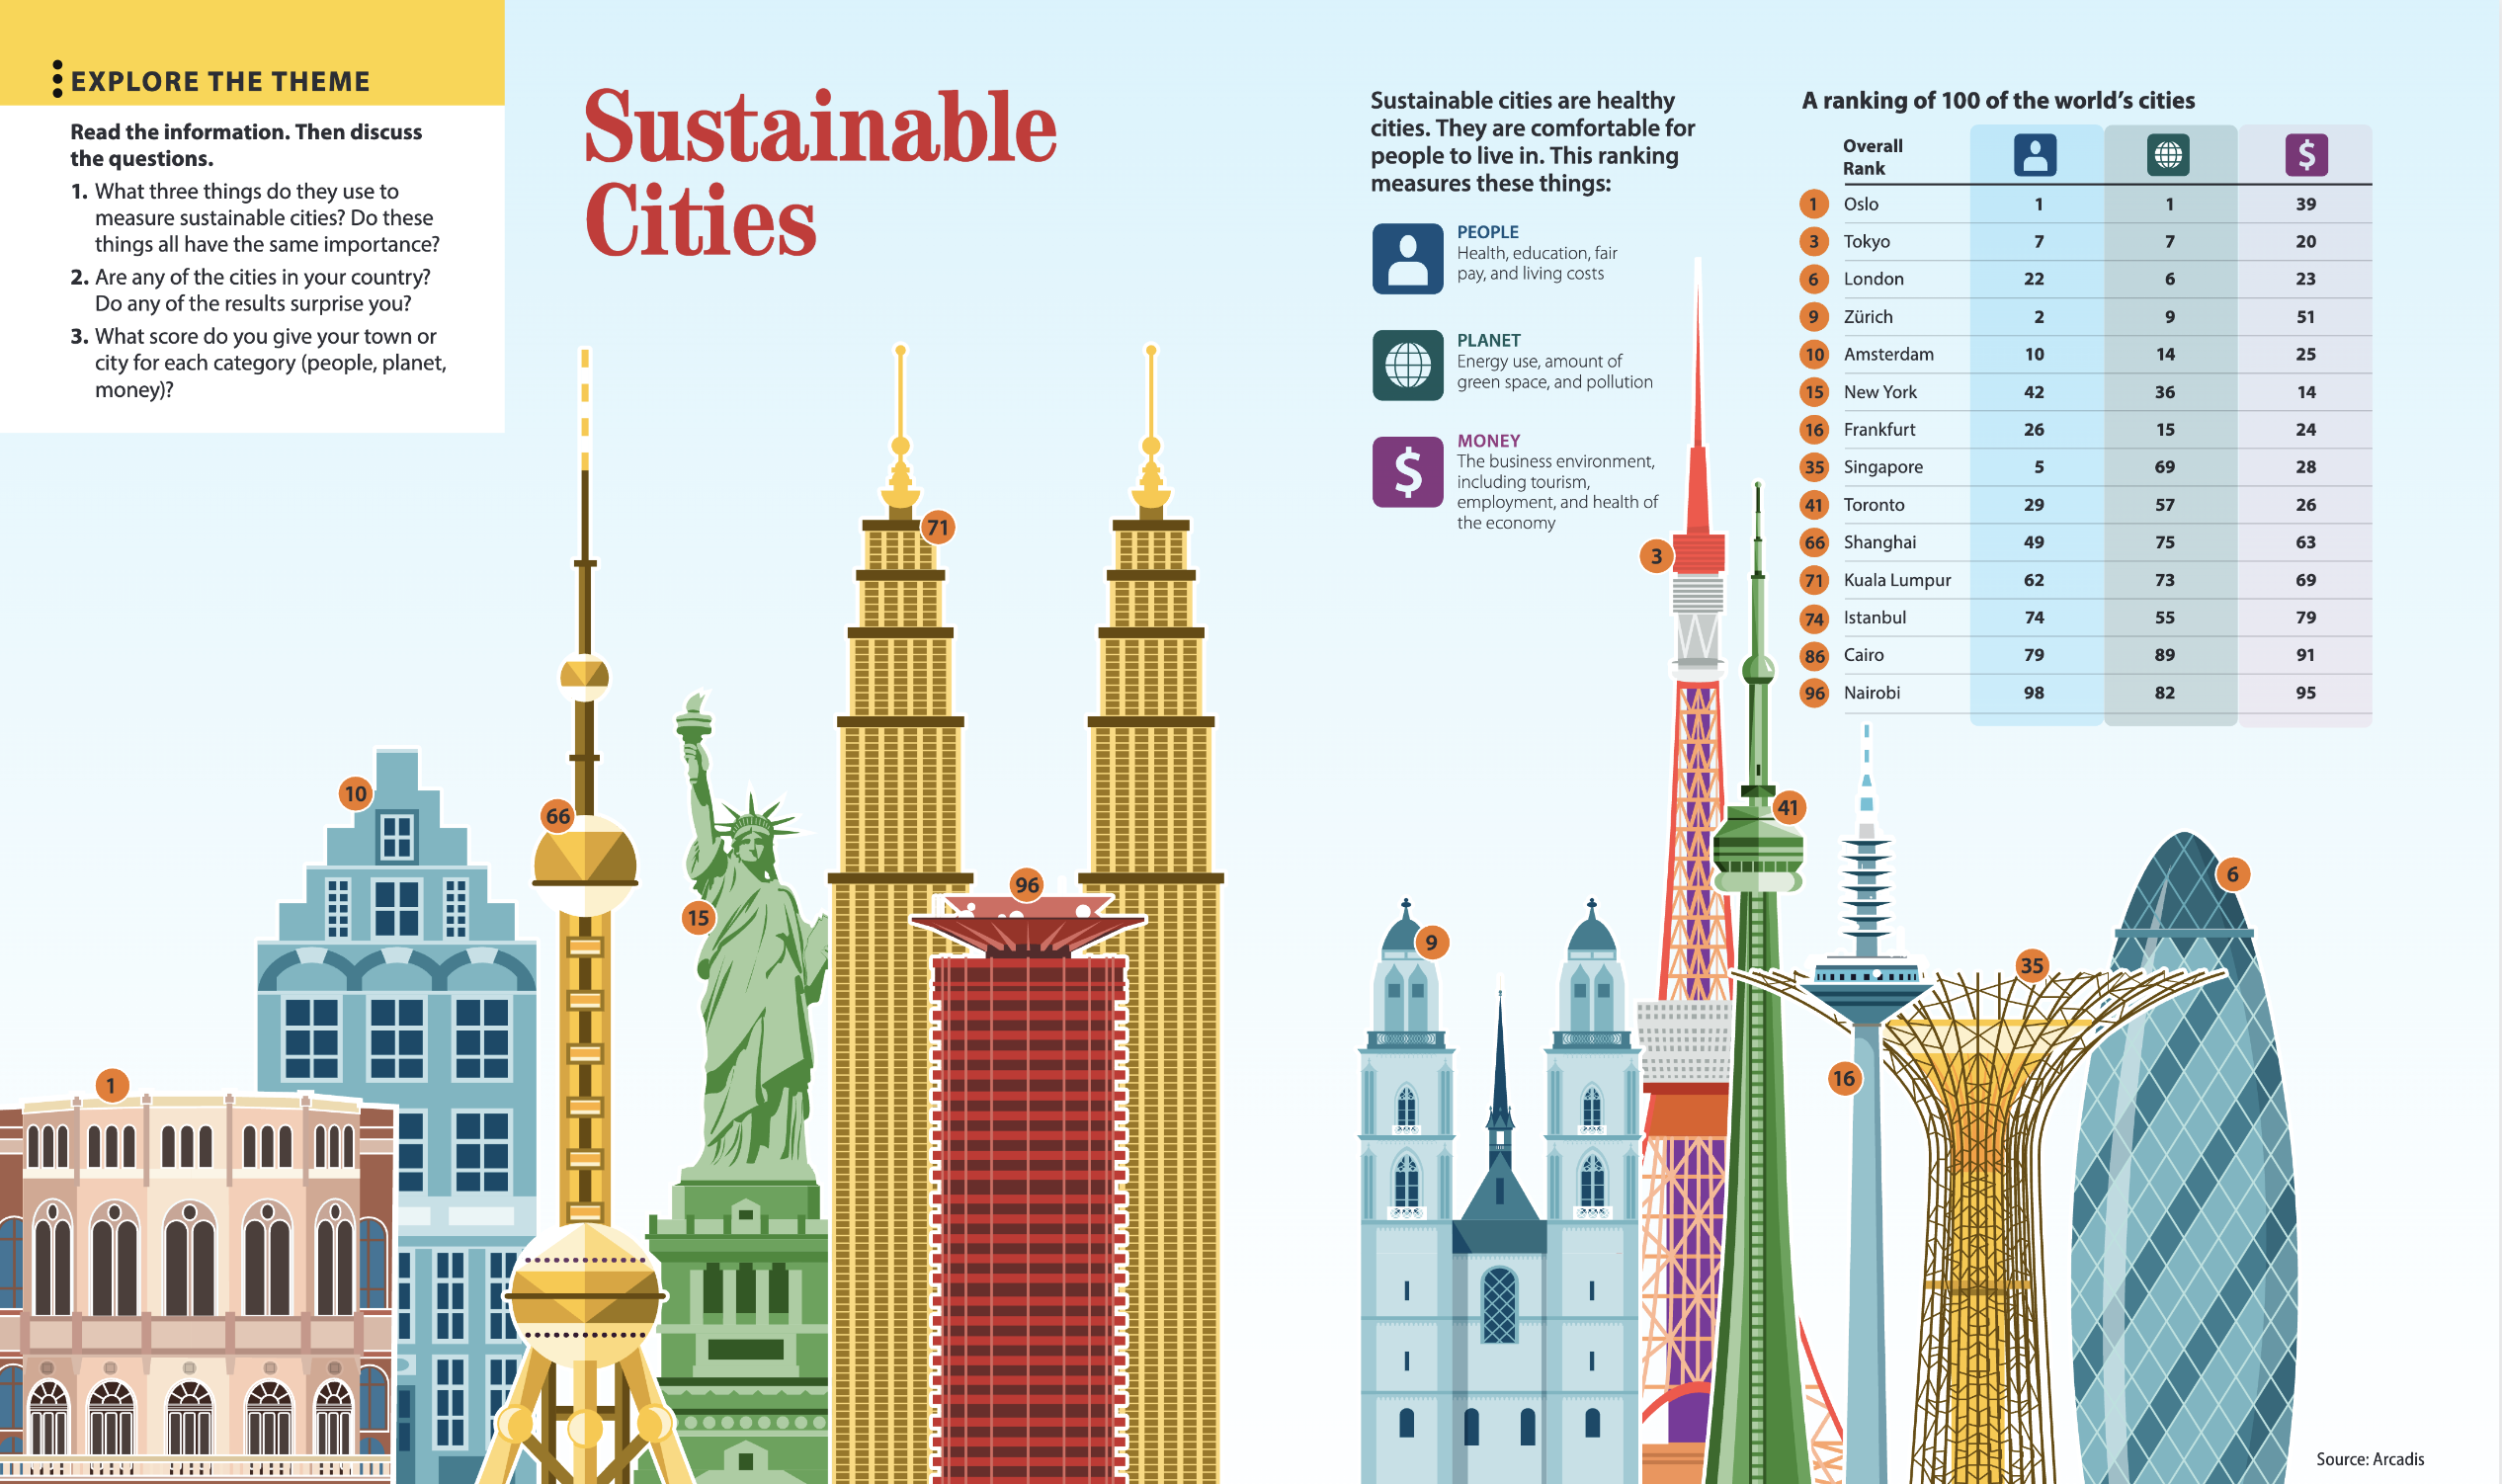 EXPLORE THE THEME
Read the information. Then discuss
the questions.
1. What three things do they use to
measure sustainable cities? Do these
things all have the same importance?
2. Are any of the cities in your country?
Do any of the results surprise you?
3. What score do you give your town or
city for each category (people, planet,
money)?
Sustainable
Cities
Sustainable cities are healthy
cities. They are comfortable for
people to live in. This ranking
measures these things:
PEOPLE
Health, education, fair
pay, and living costs
PLANET
Energy use, amount of
green space, and pollution
$
MONEY
The business environment,
including tourism,
employment, and health of
the economy
A ranking of 100 of the world's cities
Overall
Rank
$
1 Oslo 1 1 39
3 Tokyo 7 7 20
6 London 22 6 23
9 Zürich 2 9 51
10 Amsterdam 10 14 25
15 New York 42 36 14
16 Frankfurt 26 15 24
35 Singapore 5 69 28
41 Toronto 29 57 26
66 Shanghai 49 75 63
71 Kuala Lumpur 62 73 69
74 Istanbul 74 55 79
86 Cairo 79 89 91
96 Nairobi 98 82 95
71
3
10
66
41
15
96
9
6
35
1
16
Source: Arcadis